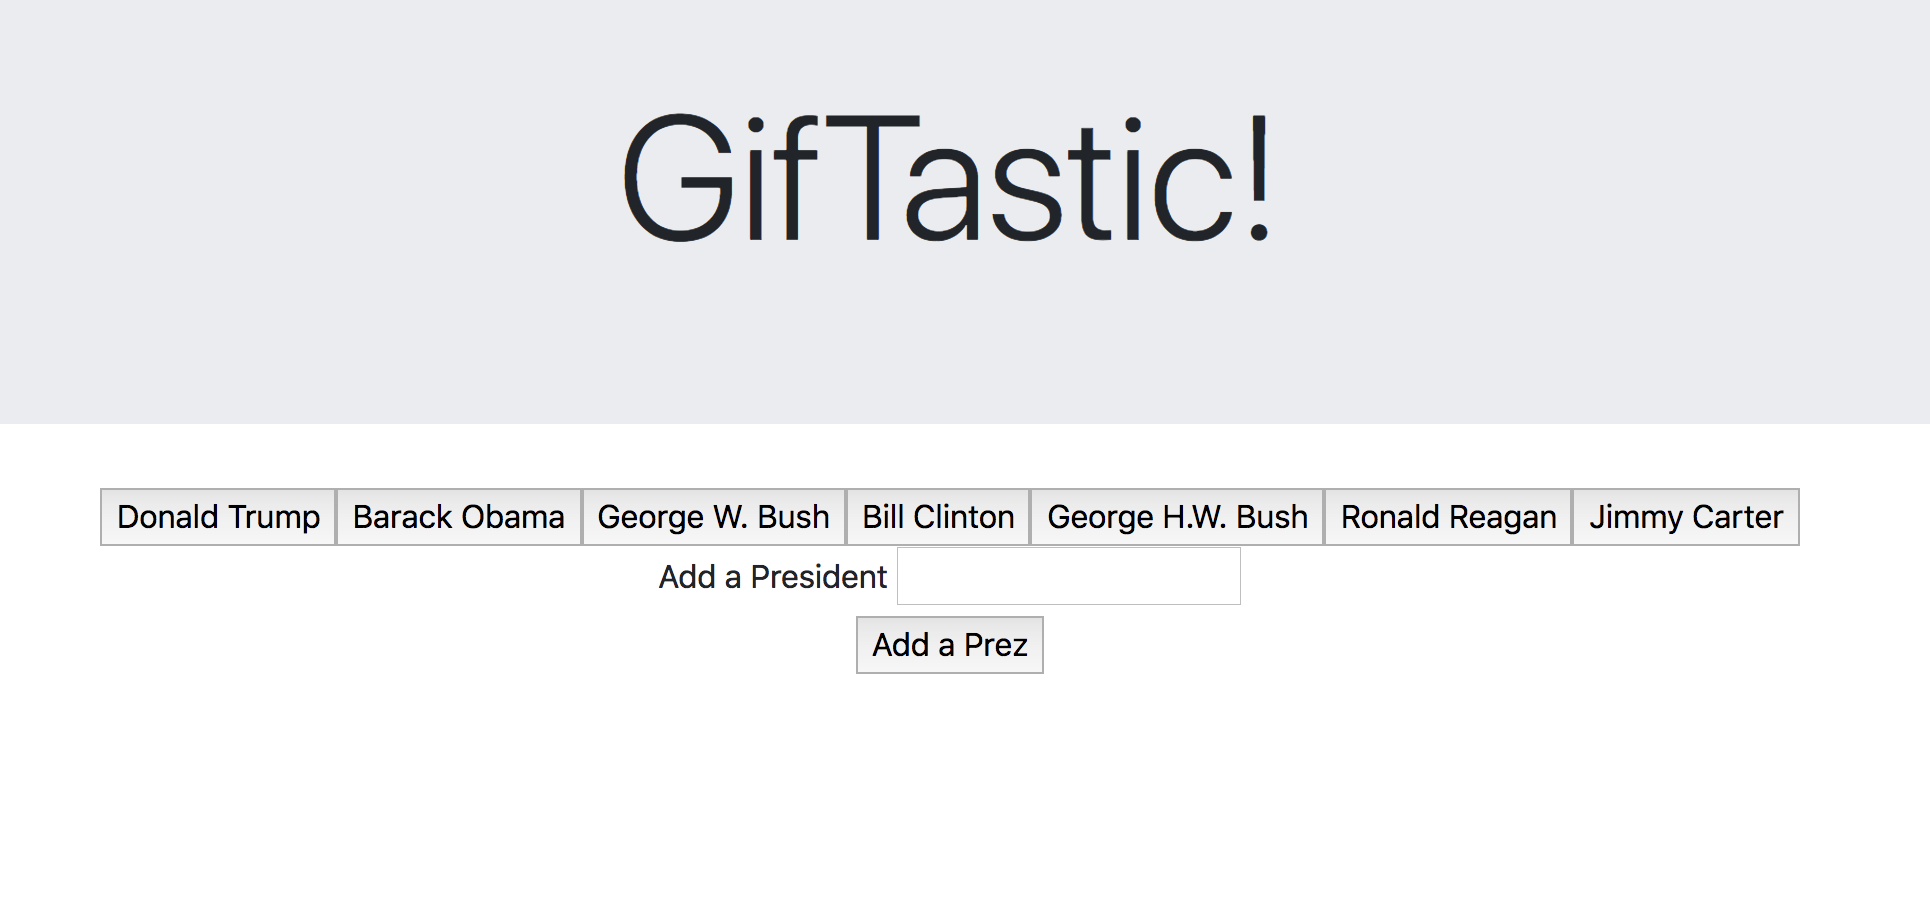 GifTastic!
Donald Trump Barack Obama George W. Bush Bill Clinton George H.W. Bush Ronald Reagan Jimmy Carter
Add a President
Add a Prez